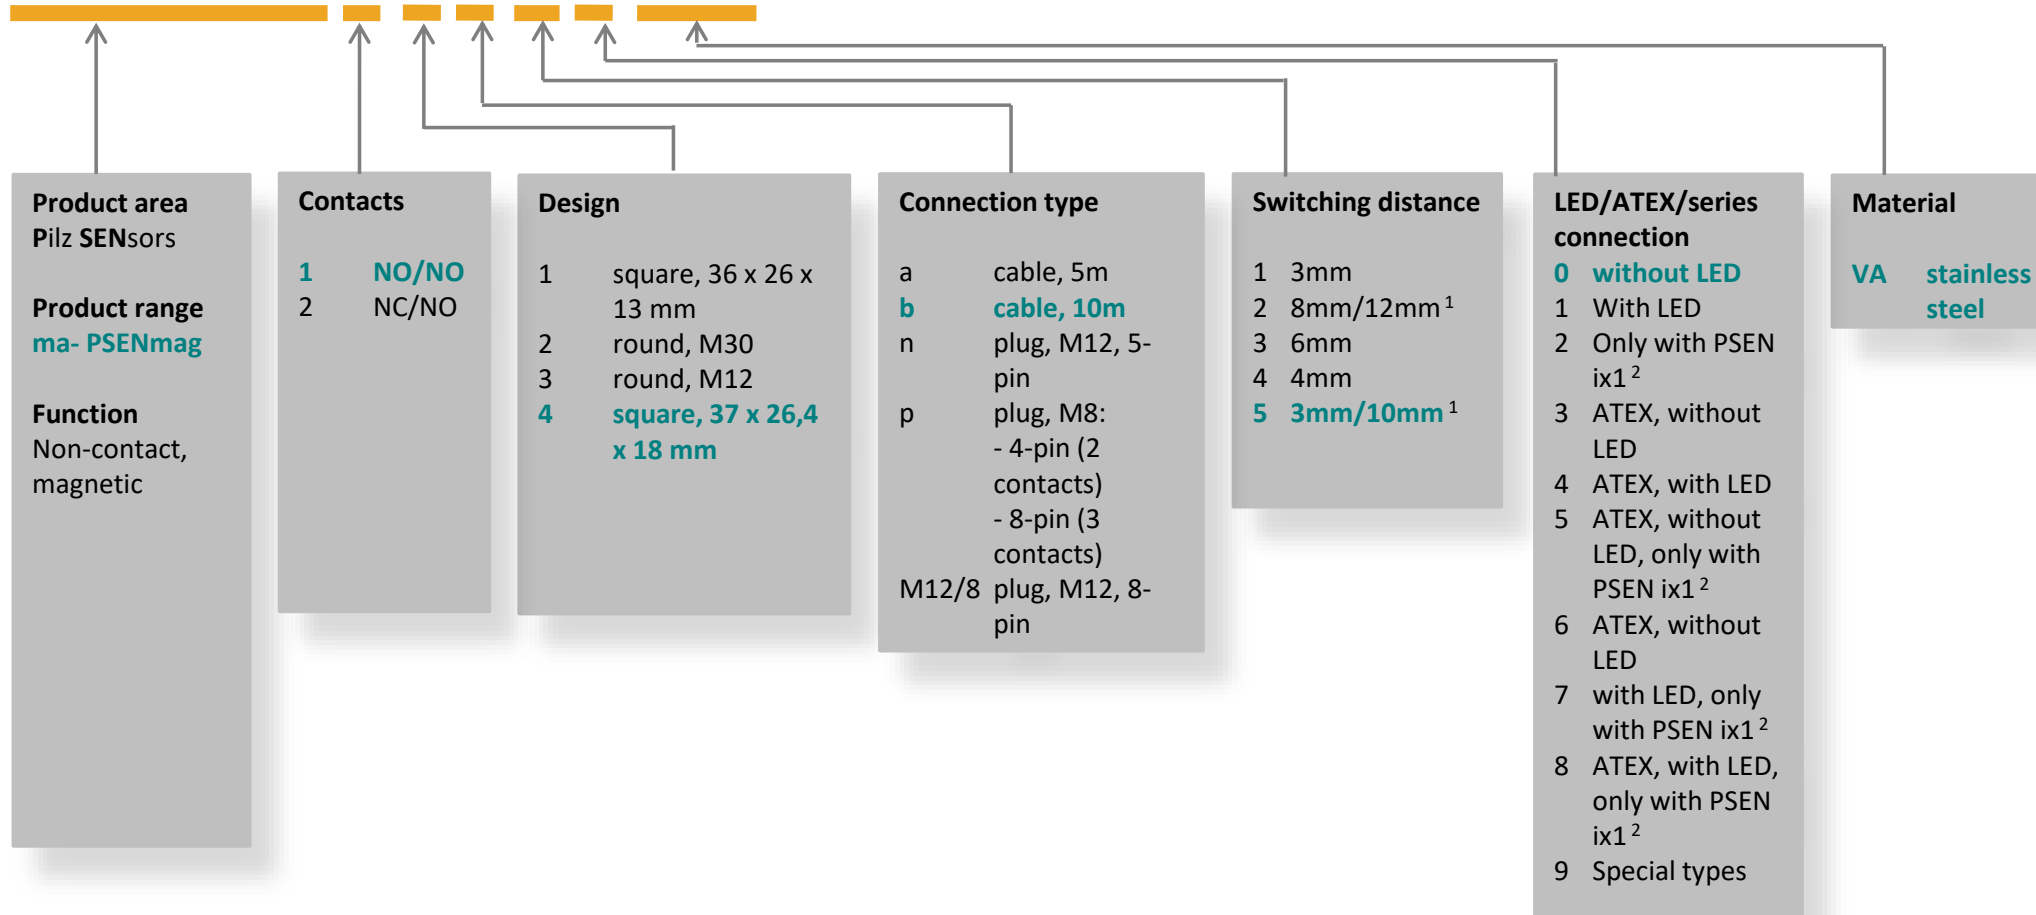 Product area
Pilz SENsors
Product range
ma- PSENmag
Function
Non-contact,
magnetic
Contacts
1 NO/NO
2 NC/NO
Design
1 square, 36 x 26 x
13 mm
2 round, M30
3 round, M12
4 square, 37 x 26,4
x 18 mm
Connection type
a cable, 5m
b cable, 10m
n plug, M12, 5-
pin
p plug, M8:
- 4-pin (2
contacts)
- 8-pin (3
contacts)
M12/8 plug, M12, 8-
pin
Switching distance
1 3mm
2 8mm/12mm 1
3 6mm
4 4mm
5 3mm/10mm 1
LED/ATEX/series
connection
0 without LED
1 With LED
2 Only with PSEN
ix1 2
3 ATEX, without
LED
4 ATEX, with LED
5 ATEX, without
LED, only with
PSEN ix1 2
6 ATEX, without
LED
7 with LED, only
with PSEN ix1 2
8 ATEX, with LED,
only with PSEN
ix1 2
9 Special types
Material
VA stainless
steel